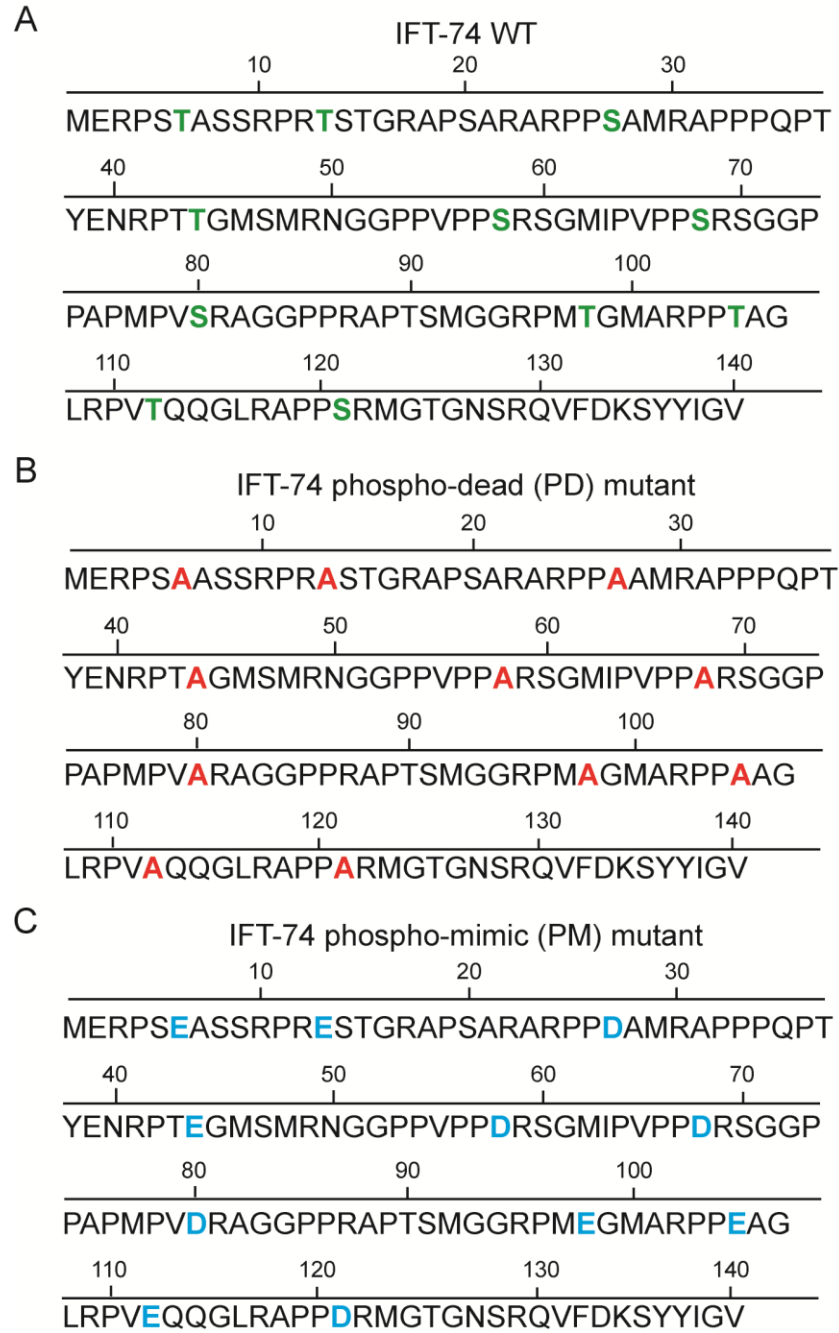 A
IFT-74 WT
10 20 30
MERPSTASSRPRTSTGRAPSARARPPSAMRAPPPQPT
40 50 60 70
YENRPTTGMSMRNGGPPVPPSRSGMIPVPPSRSGGP
80 90 100
PAPMPVSRAGGPPRAPTSMGGRPMTGMARPPTAG
110 120 130 140
LRPVTQQGLRAPPSRMGTGNSRQVFDKSYYIGV
B
IFT-74 phospho-dead (PD) mutant
10 20 30
MERPSAASSRPRASTGRAPSARARPPAAMRAPPPQPT
40 50 60 70
YENRPTAGMSMRNGGPPVPPARSGMIPVPPARSGGP
80 90 100
PAPMPVARAGGPPRAPTSMGGRPMAGMARPPAAG
110 120 130 140
LRPVAQQGLRAPPARMGTGNSRQVFDKSYYIGV
C
IFT-74 phospho-mimic (PM) mutant
10 20 30
MERPSEASSRPRESTGRAPSARARPPDAMRAPPPQPT
40 50 60 70
YENRPTEGMSMRNGGPPVPPDRSGMIPVPPDRSGGP
80 90 100
PAPMPVDRAGGPPRAPTSMGGRPMEGMARPPEAG
110 120 130 140
LRPVEQQGLRAPPDRMGTGNSRQVFDKSYYIGV